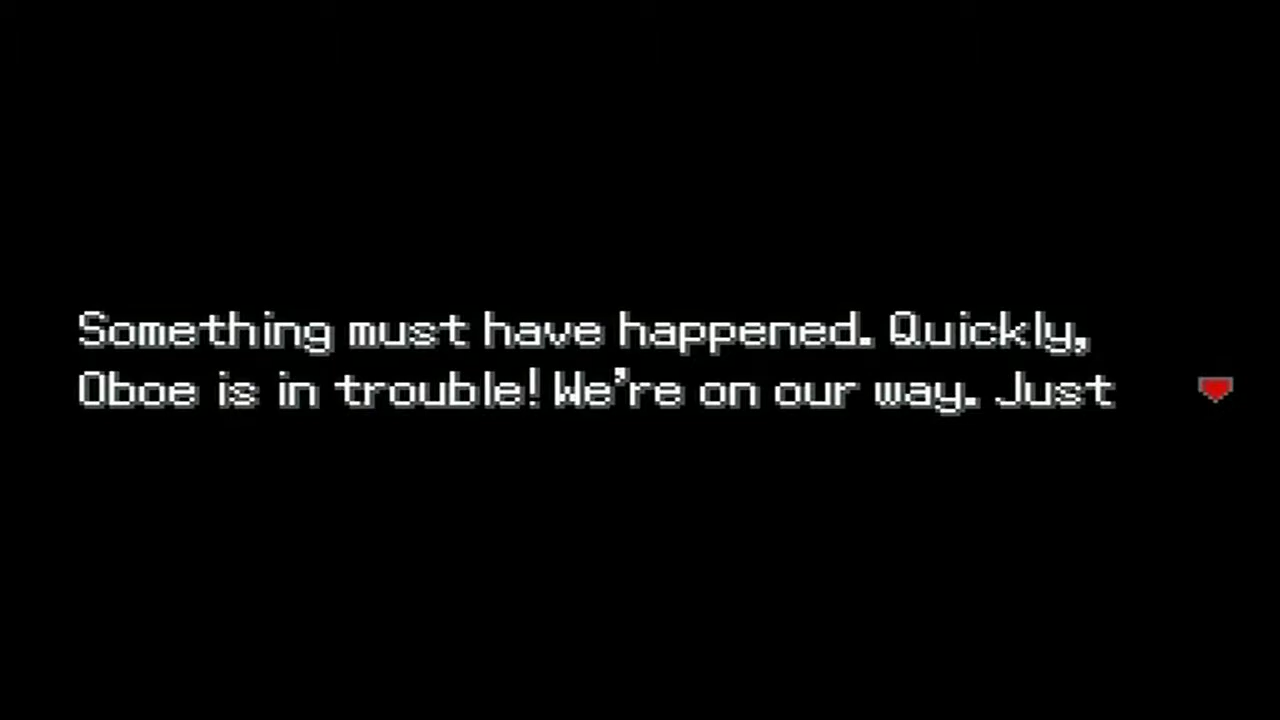 Something must have happened. Quickly,
Oboe is in trouble! We're on our way. Just